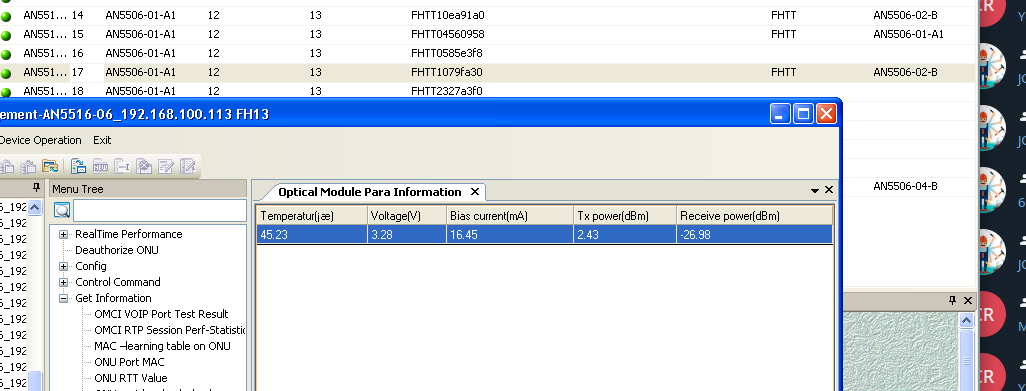 AN551... 14 AN5506-01-A1 12 13 FHTT10ea91a0 FHTT AN5506-02-B
AN551... 15 AN5506-01-A1 12 13 FHTT04560958 FHTT AN5506-01-A1
AN551... 16 AN5506-01-A1 12 13 FHTT0585e3f8
AN551... 17 AN5506-01-A1 12 13 FHTT1079fa30 FHTT AN5506-02-B
AN551... 18 AN5506-01-A1 12 13 FHTT2327a3f0
ement-AN5516-06_192.168.100.113 FH13
Device Operation Exit
AN5506-04-B
Menu Tree
Optical Module Para Information
Temperatur(jæ) Voltage(V) Bias current(mA) Tx power(dBm) Receive power(dBm)
45.23 3.28 16.45 2.43 -26.98
RealTime Performance
Deauthorize ONU
Config
Control Command
Get Information
OMCI VOIP Port Test Result
OMCI RTP Session Perf-Statistic
MAC -learning table on ONU
ONU Port MAC
ONU RTT Value
6_192
6_192
6_192
6_192
6_192
6_192
6_192
6_192
6_192
6_192
6_192
CR
CR
CR